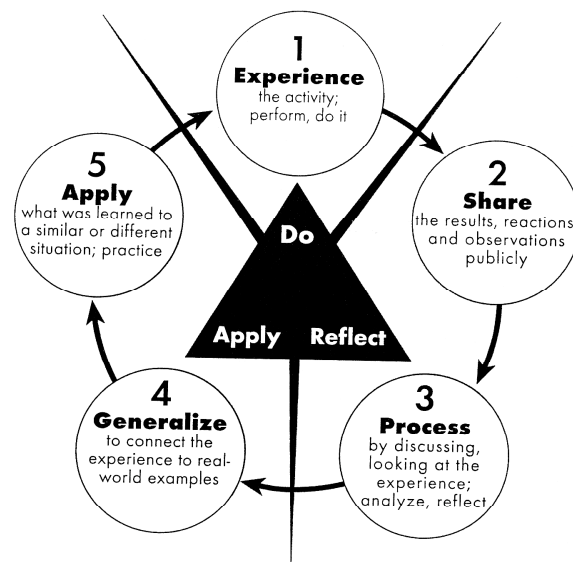 1
Experience
the activity;
perform, do it
2
Share
the results, reactions
and observations
publicly
3
Process
by discussing,
looking at the
experience;
analyze, reflect
4
Generalize
to connect the
experience to real-
world examples
5
Apply
what was learned to
a similar or different
situation; practice
Do
Apply Reflect